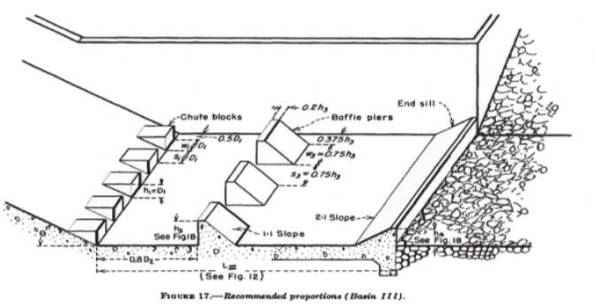 0.2h₃
Chute blocks
Baffle piers
End sill
0.5D₁
0.375h₃
w₁=D₁
w₃=0.75h₃
s₁=D₁
s₃=0.75h₃
h₁=D₁
2:1 Slope
h₃
See Fig.18
1:1 Slope
h₄
See Fig. 18
0.8D₂
L III
(See Fig. 12)
FIGURE 17.—Recommended proportions (Basin III).